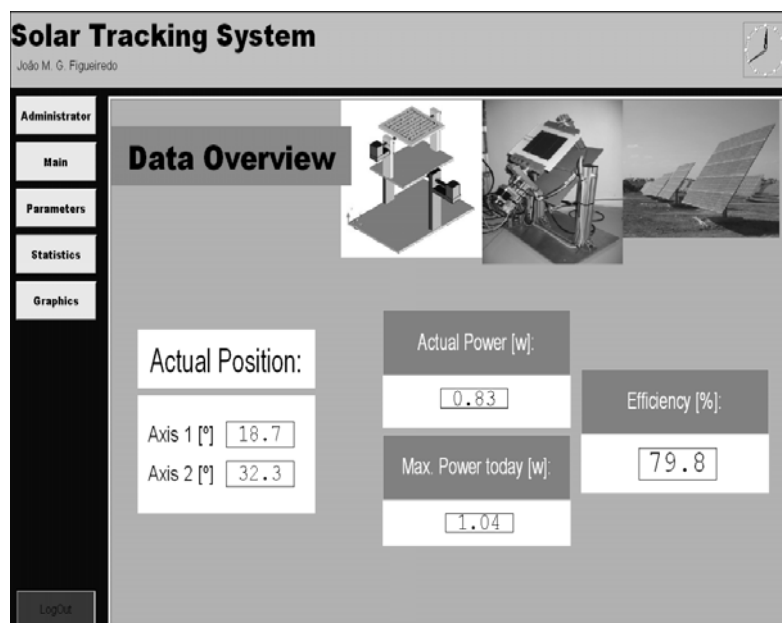 Solar Tracking System
João M. G. Figueiredo
Administrator
Main
Parameters
Statistics
Graphics
LogOut
Data Overview
Actual Position:
Axis 1 [º] 18.7
Axis 2 [º] 32.3
Actual Power [w]:
0.83
Max. Power today [w]:
1.04
Efficiency [%]:
79.8